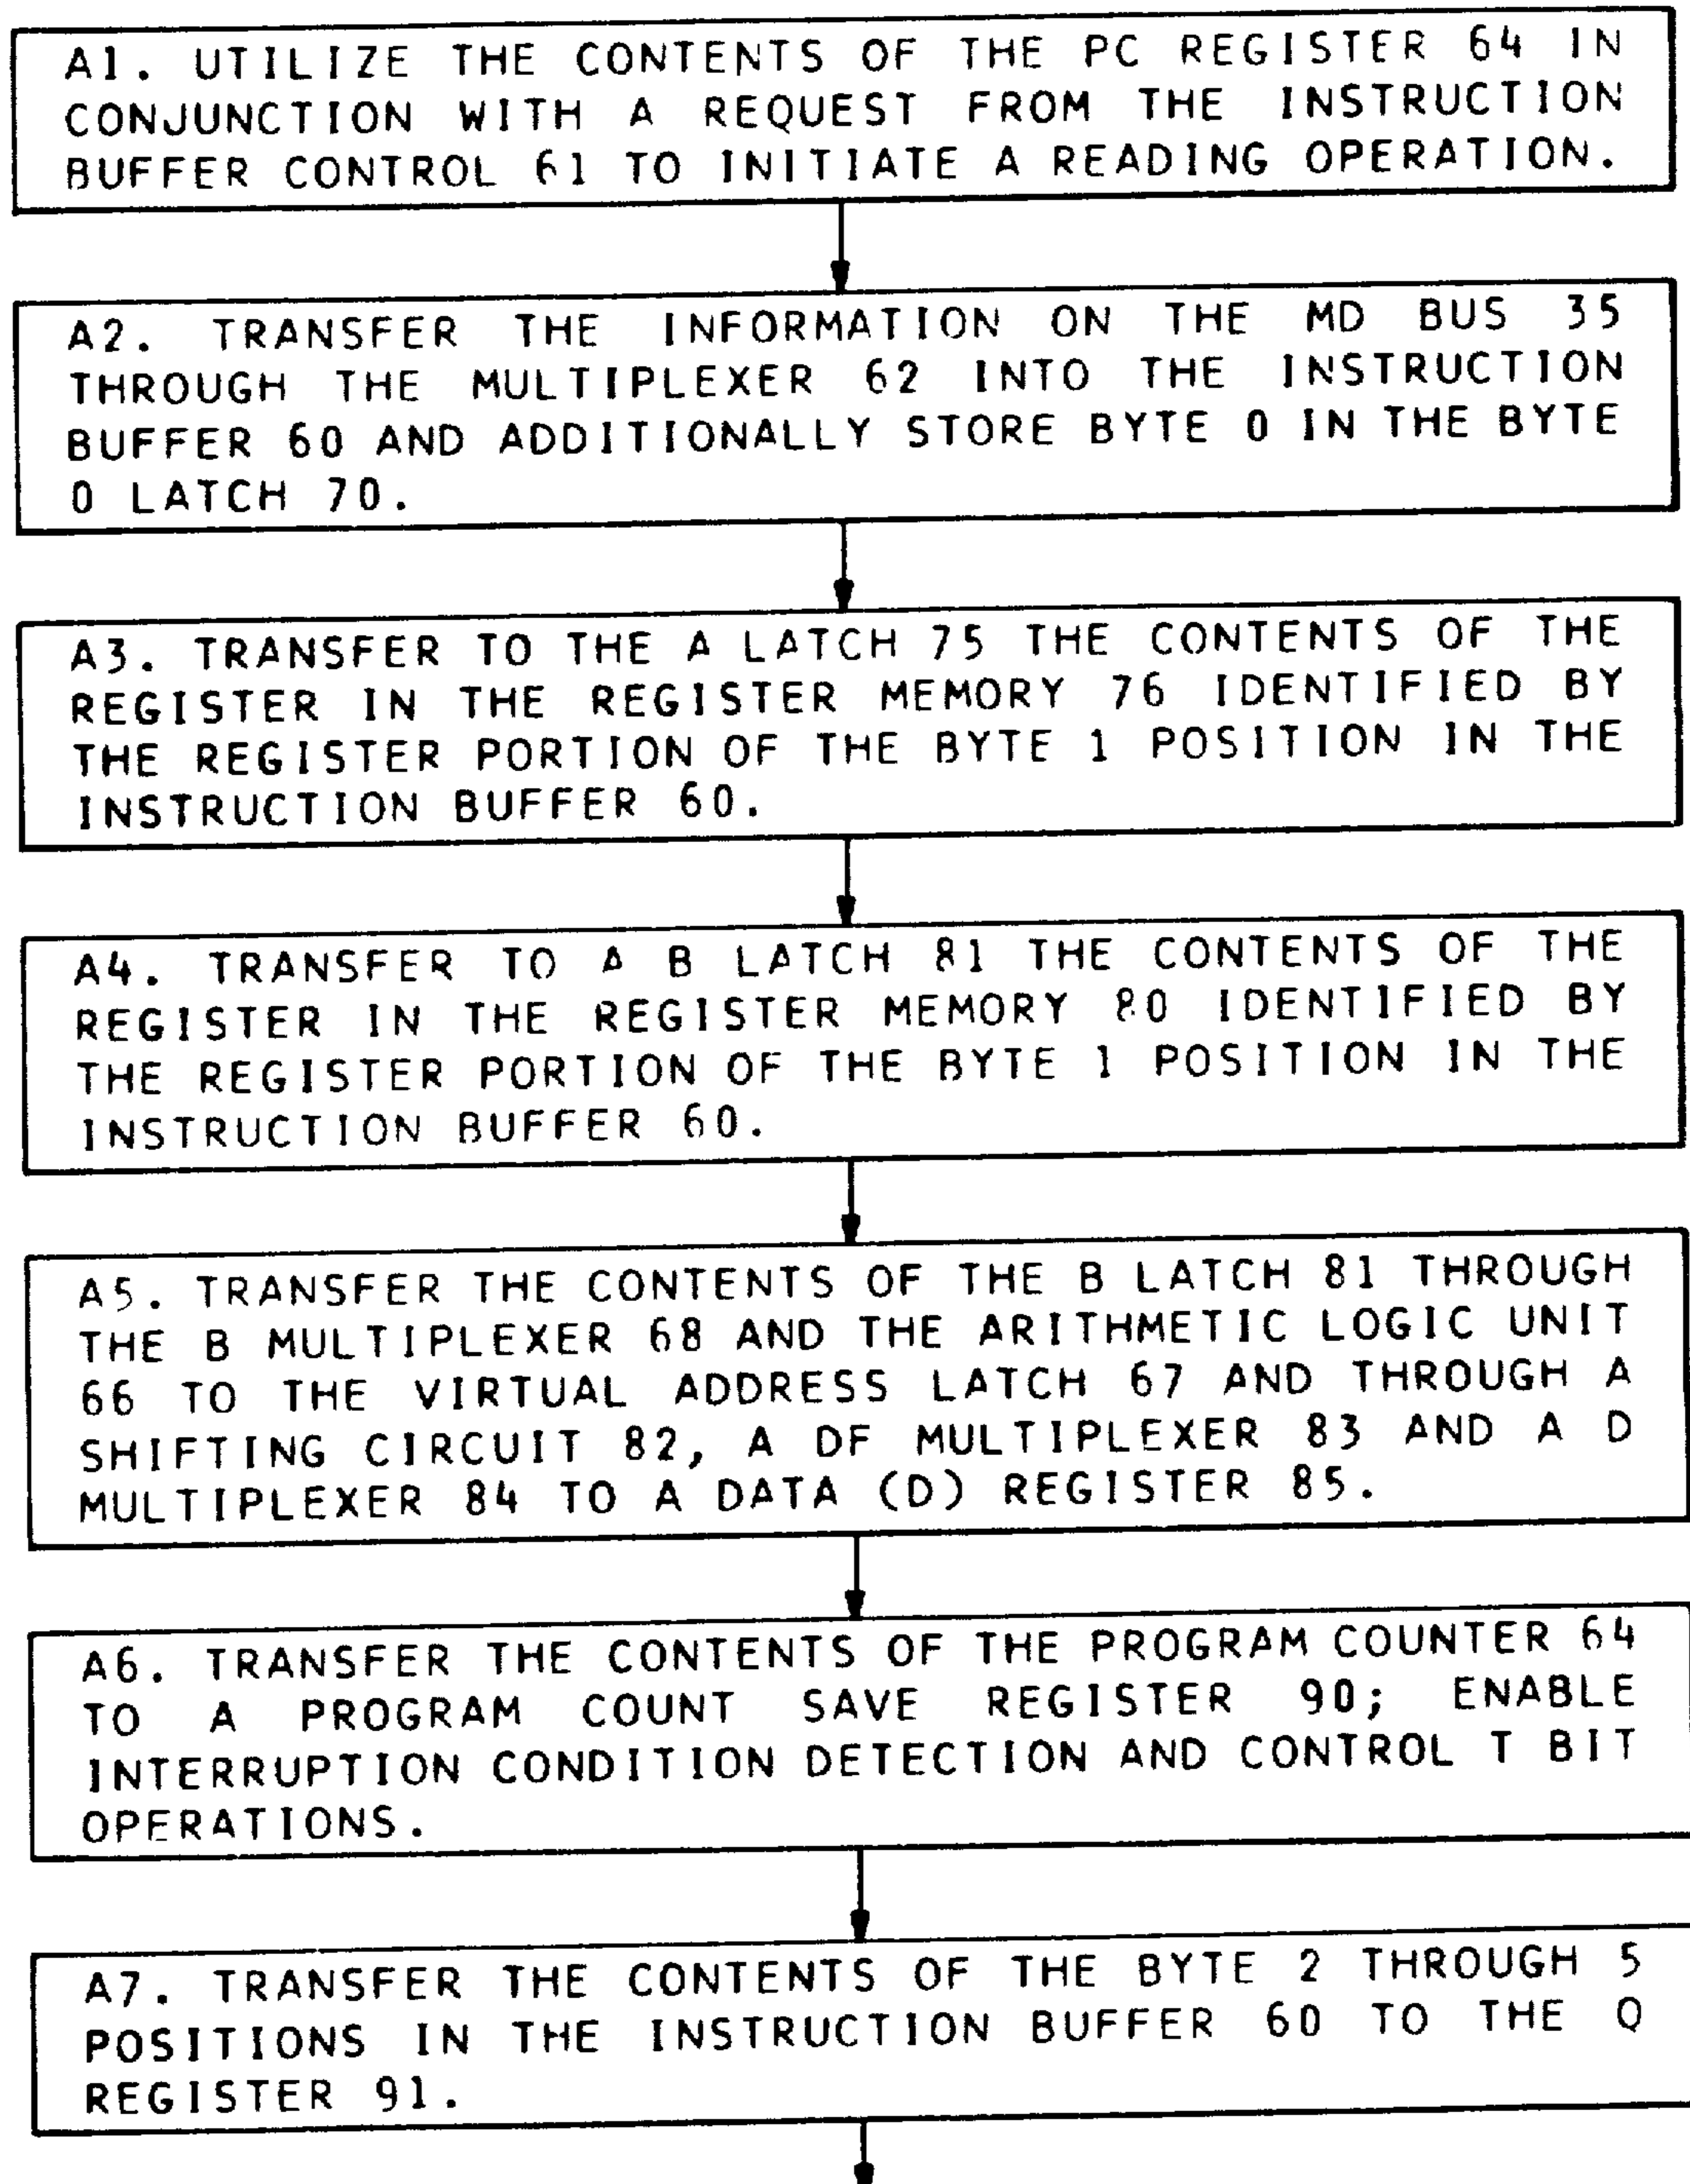 A1. UTILIZE THE CONTENTS OF THE PC REGISTER 64 IN
CONJUNCTION WITH A REQUEST FROM THE INSTRUCTION
BUFFER CONTROL 61 TO INITIATE A READING OPERATION.
A2. TRANSFER THE INFORMATION ON THE MD BUS 35
THROUGH THE MULTIPLEXER 62 INTO THE INSTRUCTION
BUFFER 60 AND ADDITIONALLY STORE BYTE 0 IN THE BYTE
0 LATCH 70.
A3. TRANSFER TO THE A LATCH 75 THE CONTENTS OF THE
REGISTER IN THE REGISTER MEMORY 76 IDENTIFIED BY
THE REGISTER PORTION OF THE BYTE 1 POSITION IN THE
INSTRUCTION BUFFER 60.
A4. TRANSFER TO A B LATCH 81 THE CONTENTS OF THE
REGISTER IN THE REGISTER MEMORY 80 IDENTIFIED BY
THE REGISTER PORTION OF THE BYTE 1 POSITION IN THE
INSTRUCTION BUFFER 60.
A5. TRANSFER THE CONTENTS OF THE B LATCH 81 THROUGH
THE B MULTIPLEXER 68 AND THE ARITHMETIC LOGIC UNIT
66 TO THE VIRTUAL ADDRESS LATCH 67 AND THROUGH A
SHIFTING CIRCUIT 82, A DF MULTIPLEXER 83 AND A D
MULTIPLEXER 84 TO A DATA (D) REGISTER 85.
A6. TRANSFER THE CONTENTS OF THE PROGRAM COUNTER 64
TO A PROGRAM COUNT SAVE REGISTER 90; ENABLE
INTERRUPTION CONDITION DETECTION AND CONTROL T BIT
OPERATIONS.
A7. TRANSFER THE CONTENTS OF THE BYTE 2 THROUGH 5
POSITIONS IN THE INSTRUCTION BUFFER 60 TO THE Q
REGISTER 91.